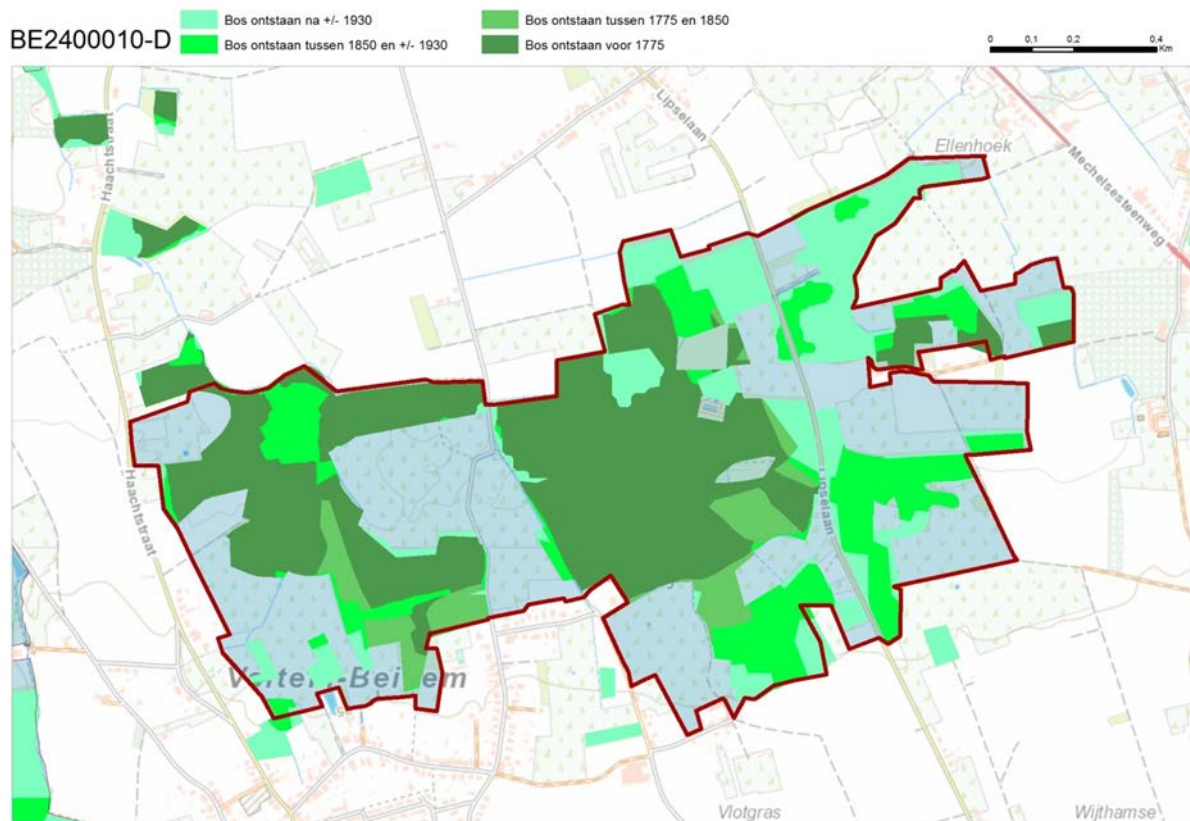 Bos ontstaan na +/- 1930
Bos ontstaan tussen 1775 en 1850
BE2400010-D
Bos ontstaan tussen 1850 en +/- 1930
Bos ontstaan voor 1775
0 0,1 0,2 0,4
Km
Haachtstraat
Lipselaan
Ellenhoek
Mechelsesteenweg
Haachtstraat
Lipselaan
Vlotgras
Wijthamse